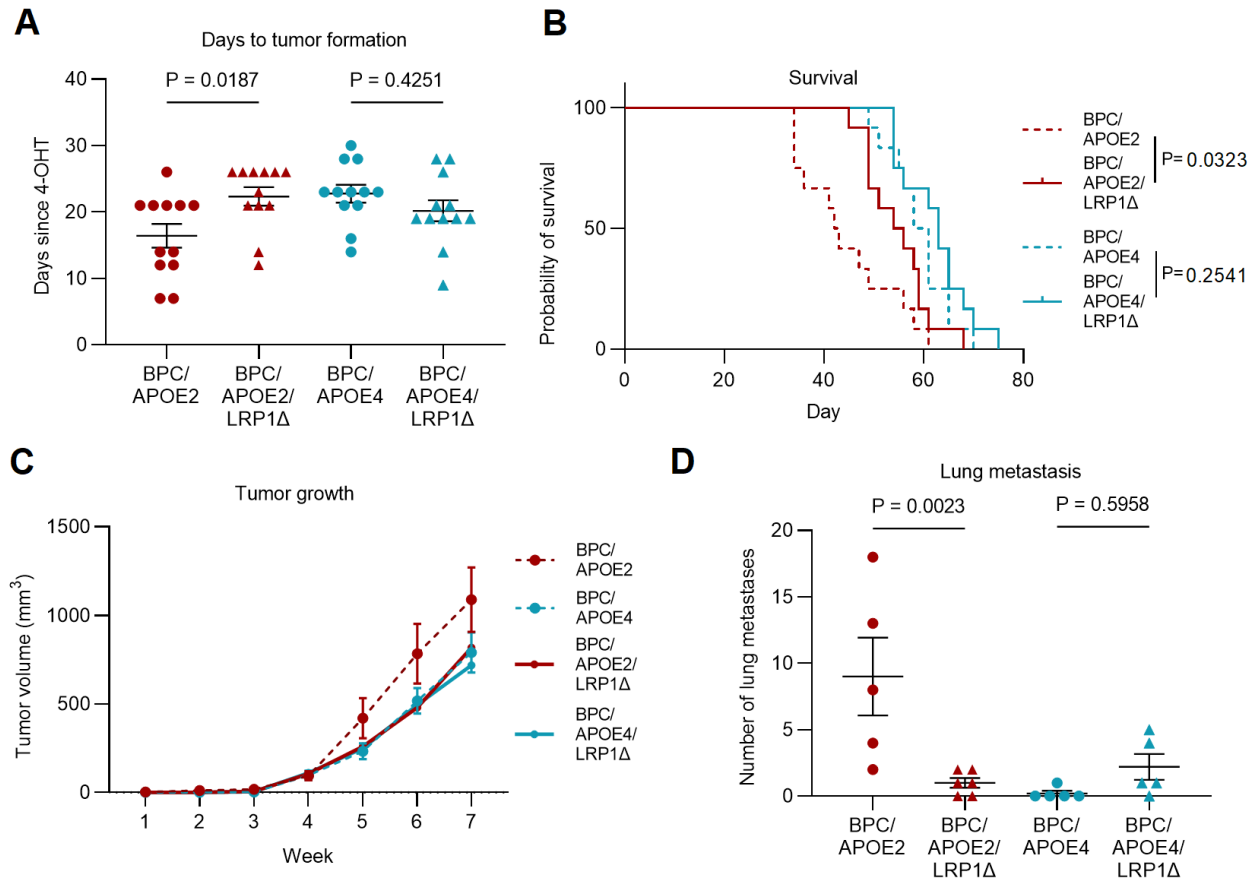 A
Days to tumor formation
P = 0.0187
P = 0.4251
Days since 4-OHT
40
30
20
10
0
BPC/
APOE2
BPC/
APOE2/
LRP1Δ
BPC/
APOE4
BPC/
APOE4/
LRP1Δ
B
Survival
Probability of survival
100
50
0
0
20
40
60
80
Day
BPC/
APOE2
BPC/
APOE2/
LRP1Δ
P= 0.0323
BPC/
APOE4
BPC/
APOE4/
LRP1Δ
P= 0.2541
C
Tumor growth
Tumor volume (mm³)
1500
1000
500
0
1
2
3
4
5
6
7
Week
BPC/
APOE2
BPC/
APOE4
BPC/
APOE2/
LRP1Δ
BPC/
APOE4/
LRP1Δ
D
Lung metastasis
P = 0.0023
P = 0.5958
Number of lung metastases
20
15
10
5
0
BPC/
APOE2
BPC/
APOE2/
LRP1Δ
BPC/
APOE4
BPC/
APOE4/
LRP1Δ